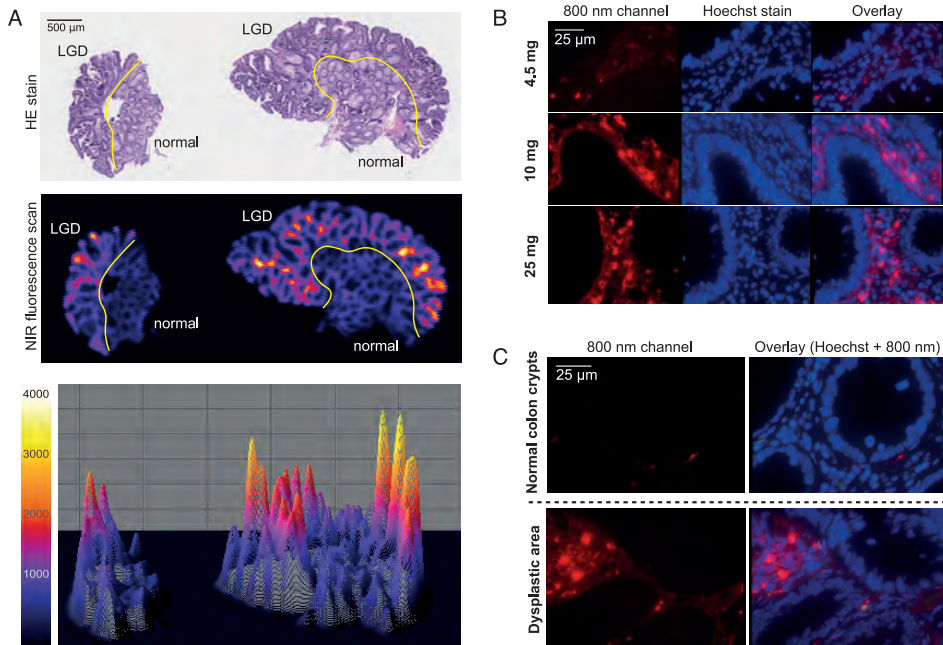 A
500 µm
LGD
LGD
HE stain
normal
normal
LGD
LGD
NIR fluorescence scan
normal
normal
4000
3000
2000
1000
B
800 nm channel
Hoechst stain
Overlay
25 µm
4.5 mg
10 mg
25 mg
C
800 nm channel
Overlay (Hoechst + 800 nm)
25 µm
Normal colon crypts
Dysplastic area